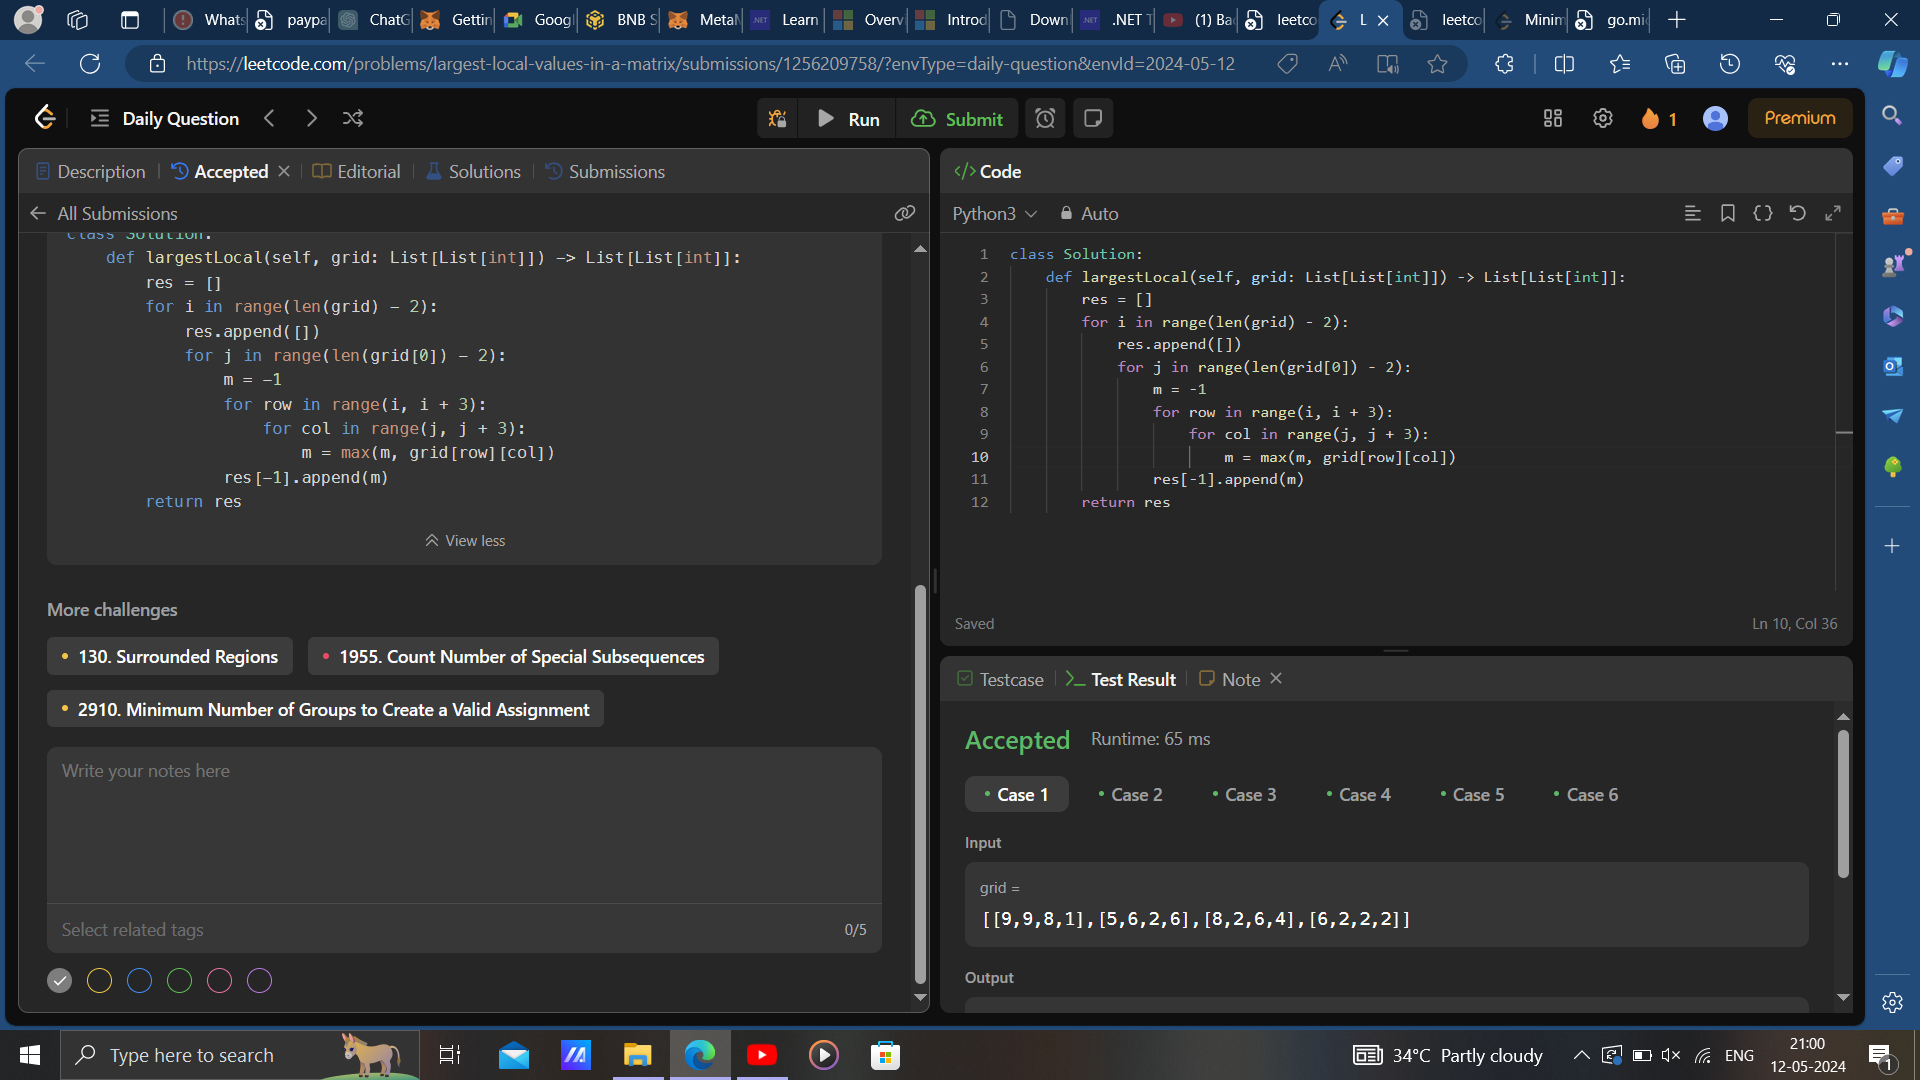 Whats
paypa
ChatG
Gettin
Goog
BNB S
MetaM
Learn
Overv
Introd
Down
.NET T
(1) Ba
leetco
L
leetco
Minim
go.mi
https://leetcode.com/problems/largest-local-values-in-a-matrix/submissions/1256209758/?envType=daily-question&envId=2024-05-12
Daily Question
Run
Submit
1
Premium
Description
Accepted
Editorial
Solutions
Submissions
All Submissions
class Solution:
def largestLocal(self, grid: List[List[int]]) -> List[List[int]]:
res = []
for i in range(len(grid) - 2):
res.append([])
for j in range(len(grid[0]) - 2):
m = -1
for row in range(i, i + 3):
for col in range(j, j + 3):
m = max(m, grid[row][col])
res[-1].append(m)
return res
View less
More challenges
130. Surrounded Regions
1955. Count Number of Special Subsequences
2910. Minimum Number of Groups to Create a Valid Assignment
Write your notes here
Select related tags
0/5
</> Code
Python3
Auto
1 class Solution:
2 def largestLocal(self, grid: List[List[int]]) -> List[List[int]]:
3 res = []
4 for i in range(len(grid) - 2):
5 res.append([])
6 for j in range(len(grid[0]) - 2):
7 m = -1
8 for row in range(i, i + 3):
9 for col in range(j, j + 3):
10 m = max(m, grid[row][col])
11 res[-1].append(m)
12 return res
Saved
Ln 10, Col 36
Testcase
Test Result
Note
Accepted
Runtime: 65 ms
Case 1
Case 2
Case 3
Case 4
Case 5
Case 6
Input
grid =
[[9,9,8,1],[5,6,2,6],[8,2,6,4],[6,2,2,2]]
Output
Type here to search
34°C Partly cloudy
ENG
21:00
12-05-2024
1